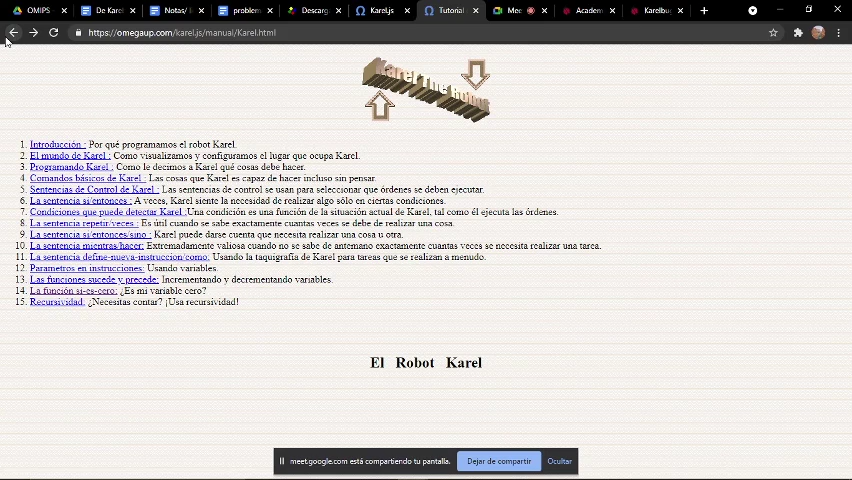 OMIPS
De Karel
Notas/
problem
Descarg
Karel.js
Tutorial
Mee
Academ
Karelbug
https://omegaup.com/karel.js/manual/Karel.html
Karel The Robot
1. Introducción : Por qué programamos el robot Karel.
2. El mundo de Karel : Como visualizamos y configuramos el lugar que ocupa Karel.
3. Programando Karel : Como le decimos a Karel qué cosas debe hacer.
4. Comandos básicos de Karel : Las cosas que Karel es capaz de hacer incluso sin pensar.
5. Sentencias de Control de Karel : Las sentencias de control se usan para seleccionar que órdenes se deben ejecutar.
6. La sentencia si/entonces : A veces, Karel siente la necesidad de realizar algo sólo en ciertas condiciones.
7. Condiciones que puede detectar Karel :Una condición es una función de la situación actual de Karel, tal como él ejecuta las órdenes.
8. La sentencia repetir/veces : Es útil cuando se sabe exactamente cuantas veces se debe de realizar una cosa.
9. La sentencia si/entonces/sino : Karel puede darse cuenta que necesita realizar una cosa u otra.
10. La sentencia mientras/hacer: Extremadamente valiosa cuando no se sabe de antemano exactamente cuantas veces se necesita realizar una tarea.
11. La sentencia define-nueva-instruccion/como: Usando la taquigrafía de Karel para tareas que se realizan a menudo.
12. Parametros en instrucciones: Usando variables.
13. Las funciones sucede y precede: Incrementando y decrementando variables.
14. La función si-es-cero: ¿Es mi variable cero?
15. Recursividad: ¿Necesitas contar? ¡Usa recursividad!
El Robot Karel
meet.google.com está compartiendo tu pantalla.
Dejar de compartir
Ocultar